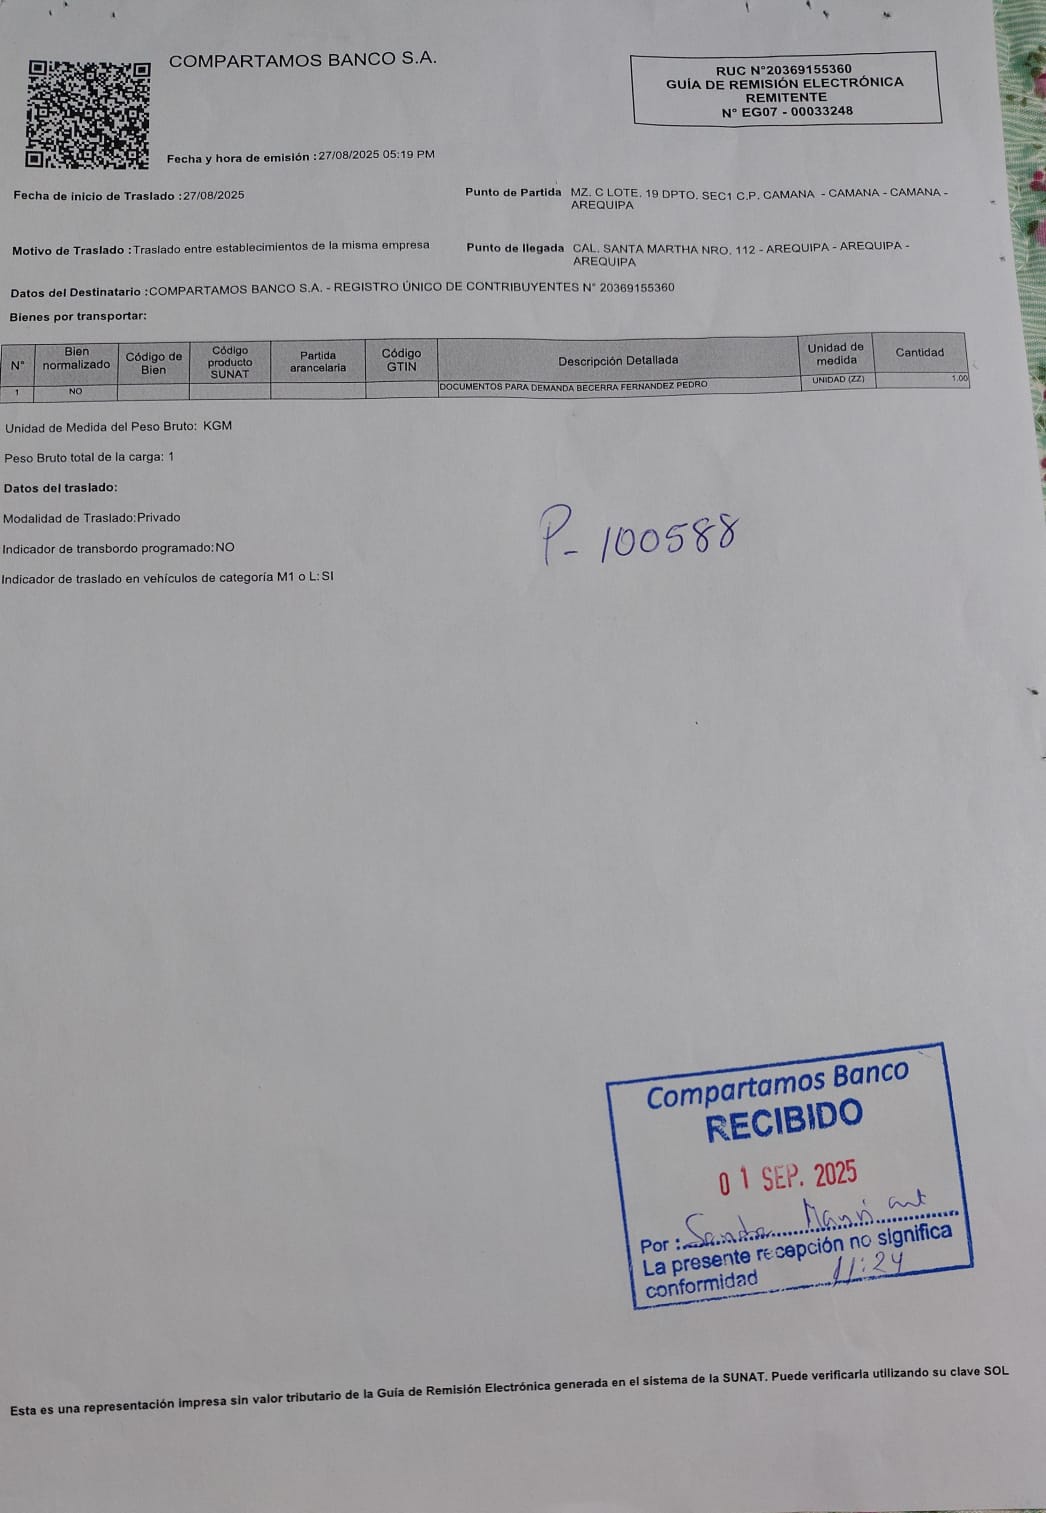 COMPARTAMOS BANCO S.A.
RUC N°20369155360
GUÍA DE REMISIÓN ELECTRÓNICA
REMITENTE
N° EG07 - 00033248
Fecha y hora de emisión :27/08/2025 05:19 PM
Fecha de inicio de Traslado :27/08/2025
Punto de Partida MZ. C LOTE. 19 DPTO. SEC1 C.P. CAMANA - CAMANA - CAMANA -
AREQUIPA
Motivo de Traslado :Traslado entre establecimientos de la misma empresa
Punto de llegada CAL. SANTA MARTHA NRO. 112 - AREQUIPA - AREQUIPA -
AREQUIPA
Datos del Destinatario :COMPARTAMOS BANCO S.A. - REGISTRO ÚNICO DE CONTRIBUYENTES N° 20369155360
Bienes por transportar:
N° Bien normalizado Código de Bien Código producto SUNAT Partida arancelaria Código GTIN Descripción Detallada Unidad de medida Cantidad
1 NO DOCUMENTOS PARA DEMANDA BECERRA FERNANDEZ PEDRO UNIDAD (ZZ) 1.00
Unidad de Medida del Peso Bruto: KGM
Peso Bruto total de la carga: 1
Datos del traslado:
Modalidad de Traslado:Privado
Indicador de transbordo programado:NO
Indicador de traslado en vehículos de categoría M1 o L:SI
P- 100588
Compartamos Banco
RECIBIDO
01 SEP. 2025
Por : Sandra
La presente recepción no significa
conformidad 11:24
Esta es una representación impresa sin valor tributario de la Guía de Remisión Electrónica generada en el sistema de la SUNAT. Puede verificarla utilizando su clave SOL